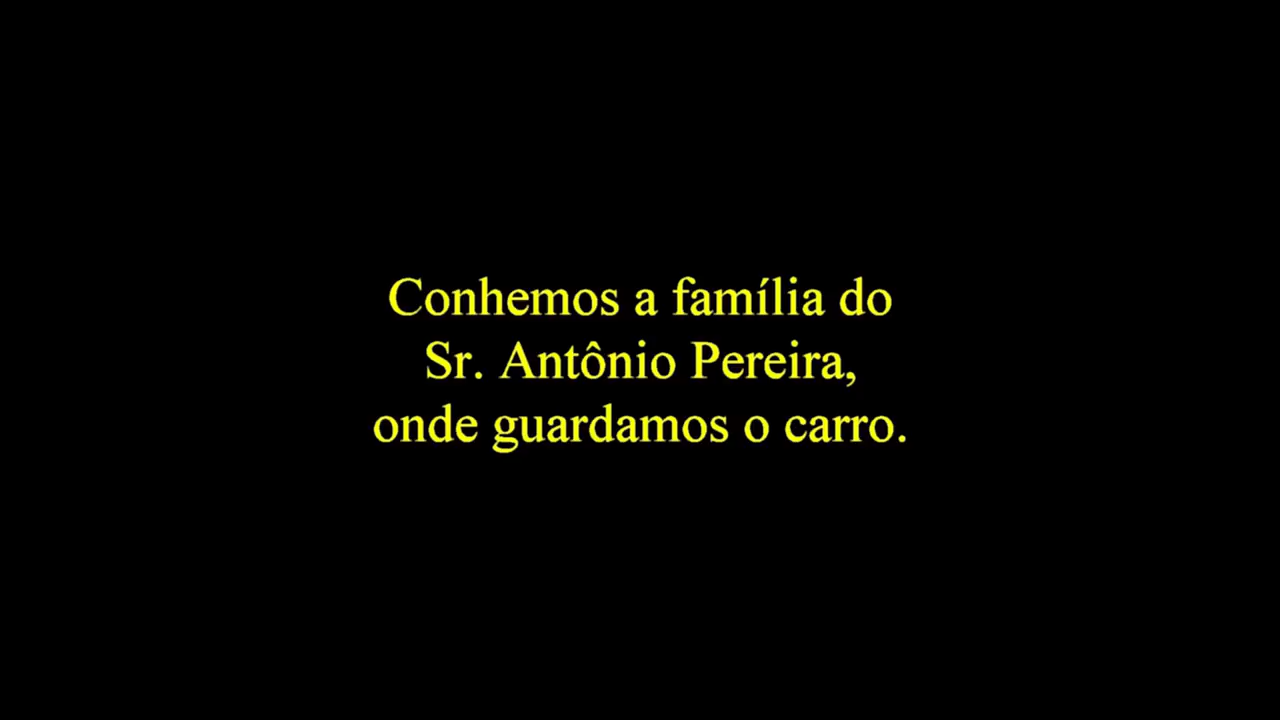 Conhemos a família do
Sr. Antônio Pereira,
onde guardamos o carro.